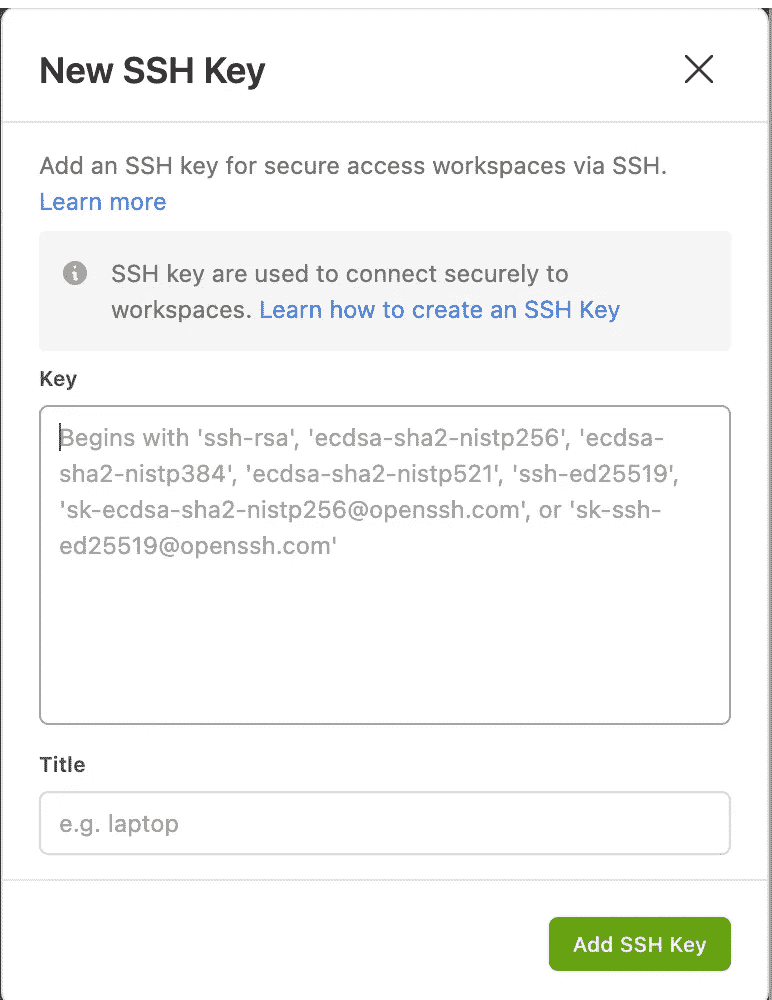 New SSH Key
Add an SSH key for secure access workspaces via SSH.
Learn more
SSH key are used to connect securely to
workspaces. Learn how to create an SSH Key
Key
Begins with 'ssh-rsa', 'ecdsa-sha2-nistp256', 'ecdsa-
sha2-nistp384', 'ecdsa-sha2-nistp521', 'ssh-ed25519',
'sk-ecdsa-sha2-nistp256@openssh.com', or 'sk-ssh-
ed25519@openssh.com'
Title
e.g. laptop
Add SSH Key